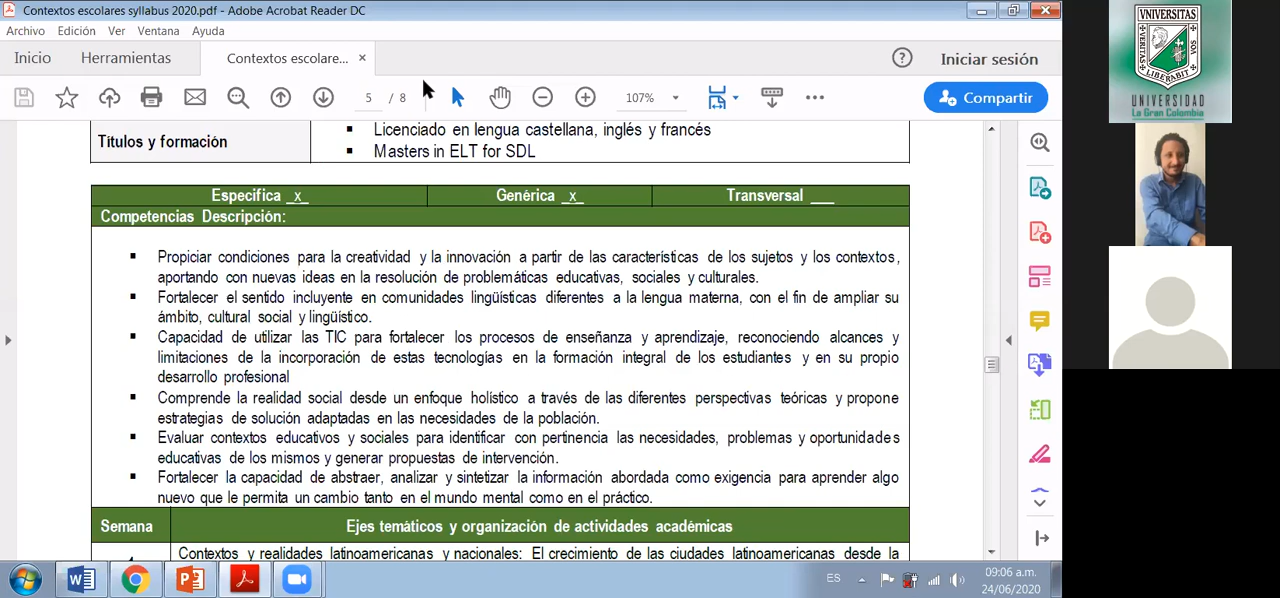 Contextos escolares syllabus 2020.pdf - Adobe Acrobat Reader DC
Archivo Edición Ver Ventana Ayuda
Inicio Herramientas Contextos escolare... × Iniciar sesión
5 / 8 107% Compartir
Títulos y formación
Licenciado en lengua castellana, inglés y francés
Masters in ELT for SDL
Especifica _x_ Genérica _x_ Transversal ___
Competencias Descripción:
Propiciar condiciones para la creatividad y la innovación a partir de las características de los sujetos y los contextos,
aportando con nuevas ideas en la resolución de problemáticas educativas, sociales y culturales.
Fortalecer el sentido incluyente en comunidades lingüísticas diferentes a la lengua materna, con el fin de ampliar su
ámbito, cultural social y lingüístico.
Capacidad de utilizar las TIC para fortalecer los procesos de enseñanza y aprendizaje, reconociendo alcances y
limitaciones de la incorporación de estas tecnologías en la formación integral de los estudiantes y en su propio
desarrollo profesional
Comprende la realidad social desde un enfoque holístico a través de las diferentes perspectivas teóricas y propone
estrategias de solución adaptadas en las necesidades de la población.
Evaluar contextos educativos y sociales para identificar con pertinencia las necesidades, problemas y oportunidades
educativas de los mismos y generar propuestas de intervención.
Fortalecer la capacidad de abstraer, analizar y sintetizar la información abordada como exigencia para aprender algo
nuevo que le permita un cambio tanto en el mundo mental como en el práctico.
Semana Ejes temáticos y organización de actividades académicas
Contextos y realidades latinoamericanas y nacionales: El crecimiento de las ciudades latinoamericanas desde la
ES 09:06 a.m.
24/06/2020
VNIVERSITAS
VERITAS VOS
LIBERABIT
UNIVERSIDAD
La Gran Colombia